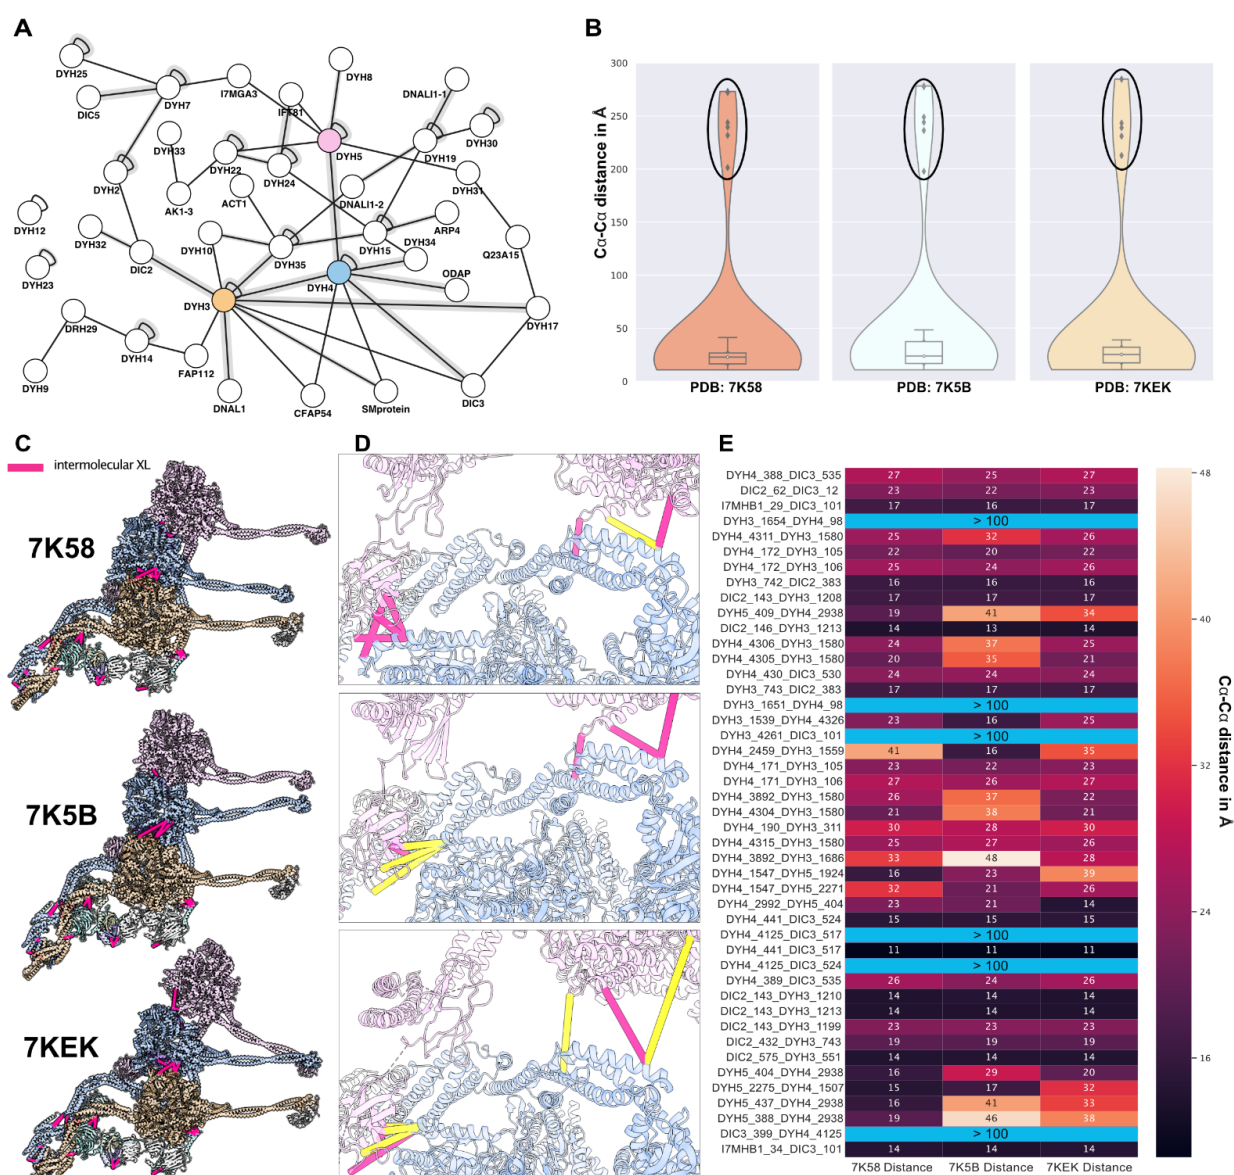 A
DYH25
DIC5
DYH7
I7MGA3
IFT81
DYH8
DNALI1-1
DYH30
DYH19
DYH5
DYH33
DYH22
DYH24
DYH31
DYH2
AK1-3
ACT1
DNALI1-2
ARP4
DYH12
DYH32
DYH10
DYH15
DYH34
Q23A15
DYH35
DIC2
DYH23
DYH3
DYH4
ODAP
DYH17
DRH29
DYH14
FAP112
DYH9
DNAL1
CFAP54
SMprotein
DIC3
B
Cα-Cα distance in Å
300
250
200
150
100
50
0
PDB: 7K58
PDB: 7K5B
PDB: 7KEK
C
intermolecular XL
7K58
7K5B
7KEK
D
E
DYH4_388_DIC3_535 27 25 27
DIC2_62_DIC3_12 23 22 23
I7MHB1_29_DIC3_101 17 16 17
DYH3_1654_DYH4_98 > 100
DYH4_4311_DYH3_1580 25 32 26
DYH4_172_DYH3_105 22 20 22
DYH4_172_DYH3_106 25 24 26
DYH3_742_DIC2_383 16 16 16
DIC2_143_DYH3_1208 17 17 17
DYH5_409_DYH4_2938 19 41 34
DIC2_146_DYH3_1213 14 13 14
DYH4_4306_DYH3_1580 24 37 25
DYH4_4305_DYH3_1580 20 35 21
DYH4_430_DIC3_530 24 24 24
DYH3_743_DIC2_383 17 17 17
DYH3_1651_DYH4_98 > 100
DYH3_1539_DYH4_4326 23 16 25
DYH3_4261_DIC3_101 > 100
DYH4_2459_DYH3_1559 41 16 35
DYH4_171_DYH3_105 23 22 23
DYH4_171_DYH3_106 27 26 27
DYH4_3892_DYH3_1580 26 37 22
DYH4_4304_DYH3_1580 21 38 21
DYH4_190_DYH3_311 30 28 30
DYH4_4315_DYH3_1580 25 27 26
DYH4_3892_DYH3_1686 33 48 28
DYH4_1547_DYH5_1924 16 23 39
DYH4_1547_DYH5_2271 32 21 26
DYH4_2992_DYH5_404 23 21 14
DYH4_441_DIC3_524 15 15 15
DYH4_4125_DIC3_517 > 100
DYH4_441_DIC3_517 11 11 11
DYH4_4125_DIC3_524 > 100
DYH4_389_DIC3_535 26 24 26
DIC2_143_DYH3_1210 14 14 14
DIC2_143_DYH3_1213 14 14 14
DIC2_143_DYH3_1199 23 23 23
DIC2_432_DYH3_743 19 19 19
DIC2_575_DYH3_551 14 14 14
DYH5_404_DYH4_2938 16 29 20
DYH5_2275_DYH4_1507 15 17 32
DYH5_437_DYH4_2938 16 41 33
DYH5_388_DYH4_2938 19 46 38
DIC3_399_DYH4_4125 > 100
I7MHB1_34_DIC3_101 14 14 14
7K58 Distance 7K5B Distance 7KEK Distance
48
40
32
24
16
Cα-Cα distance in Å